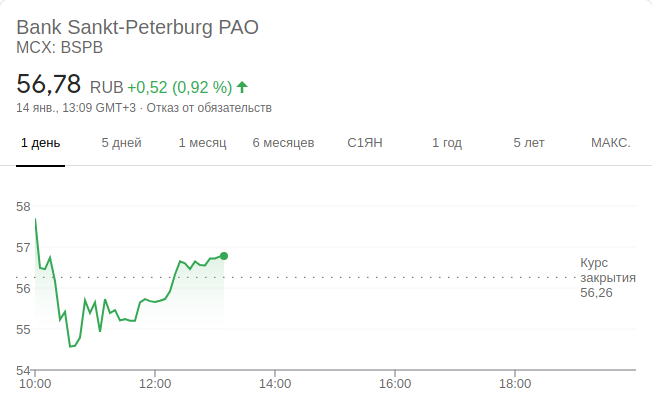 Bank Sankt-Peterburg PAO
MCX: BSPB
56,78 RUB +0,52 (0,92 %)
14 янв., 13:09 GMT+3 · Отказ от обязательств
1 день 5 дней 1 месяц 6 месяцев С1ЯН 1 год 5 лет МАКС.
58
57
Курс
закрытия
56,26
56
55
54
10:00 12:00 14:00 16:00 18:00